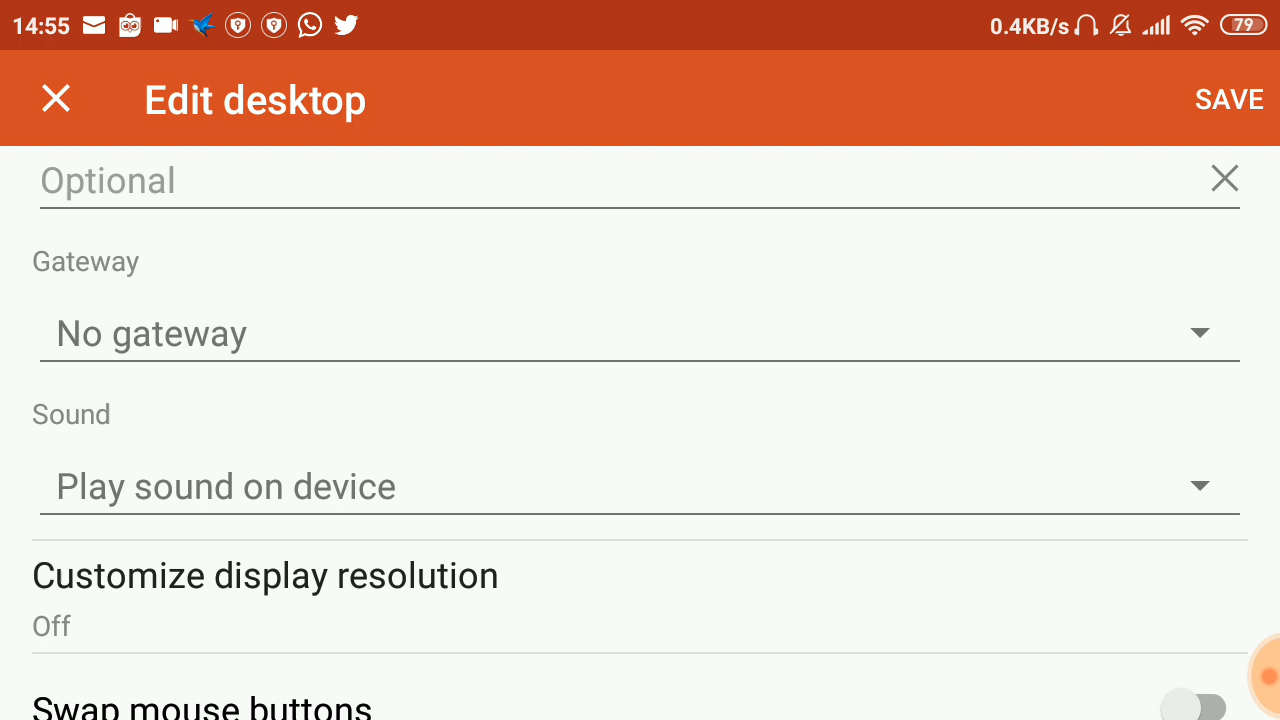 14:55 0.4KB/s 79
Edit desktop SAVE
Optional
Gateway
No gateway
Sound
Play sound on device
Customize display resolution
Off
Swap mouse buttons